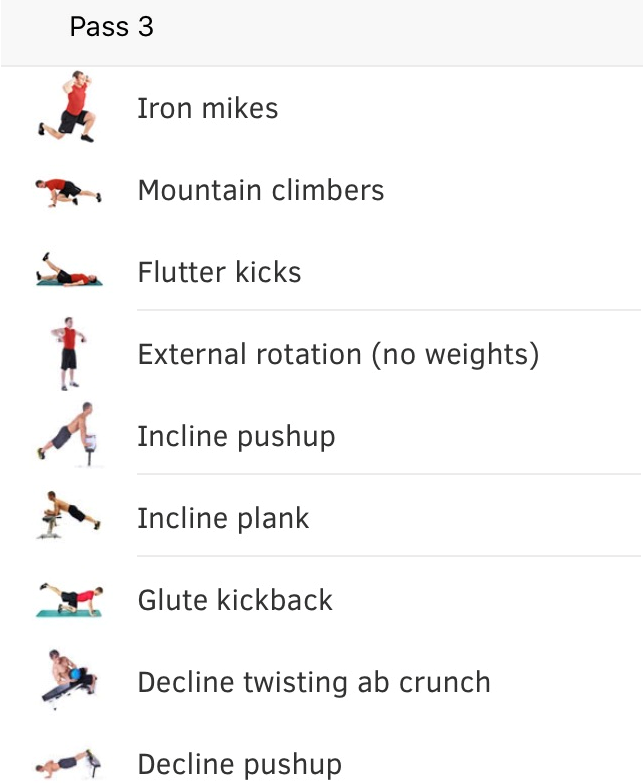 Pass 3
Iron mikes
Mountain climbers
Flutter kicks
External rotation (no weights)
Incline pushup
Incline plank
Glute kickback
Decline twisting ab crunch
Decline pushup